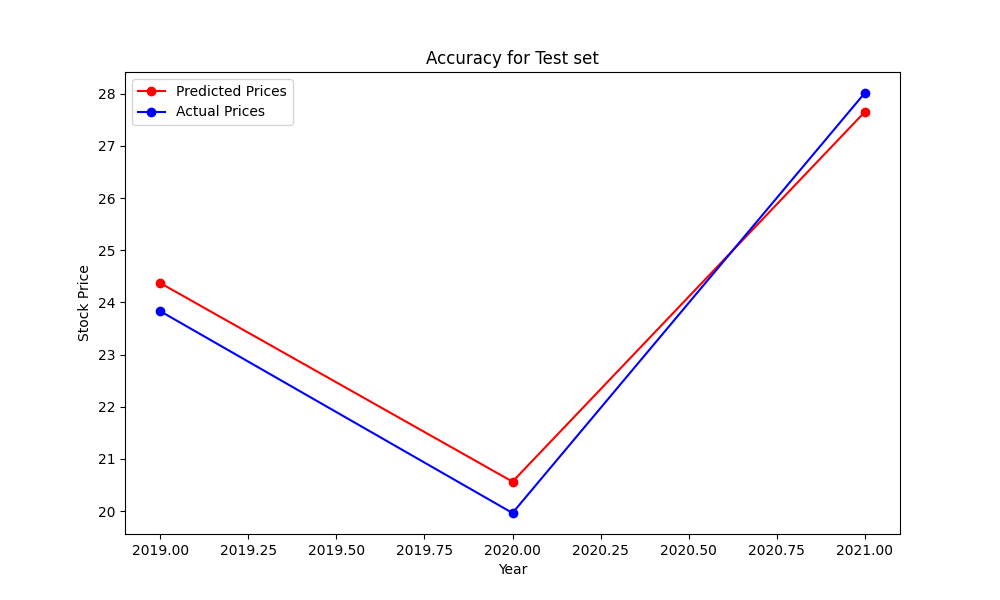 Accuracy for Test set
Predicted Prices
Actual Prices
28
27
26
25
24
23
22
21
20
Stock Price
2019.00 2019.25 2019.50 2019.75 2020.00 2020.25 2020.50 2020.75 2021.00
Year